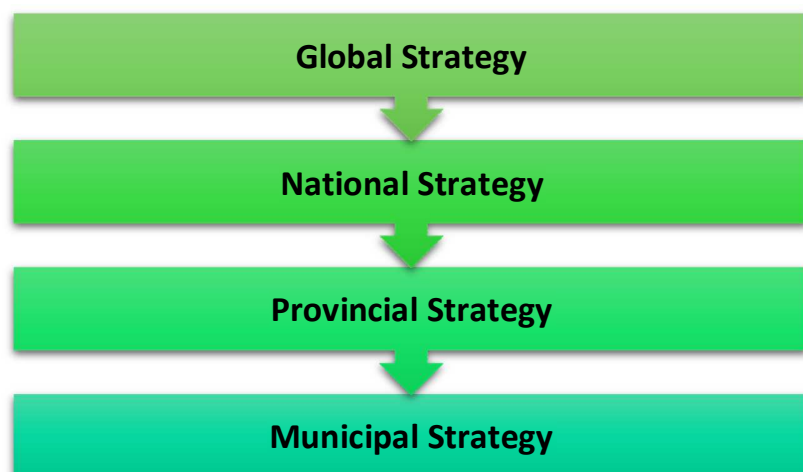 Global Strategy
National Strategy
Provincial Strategy
Municipal Strategy